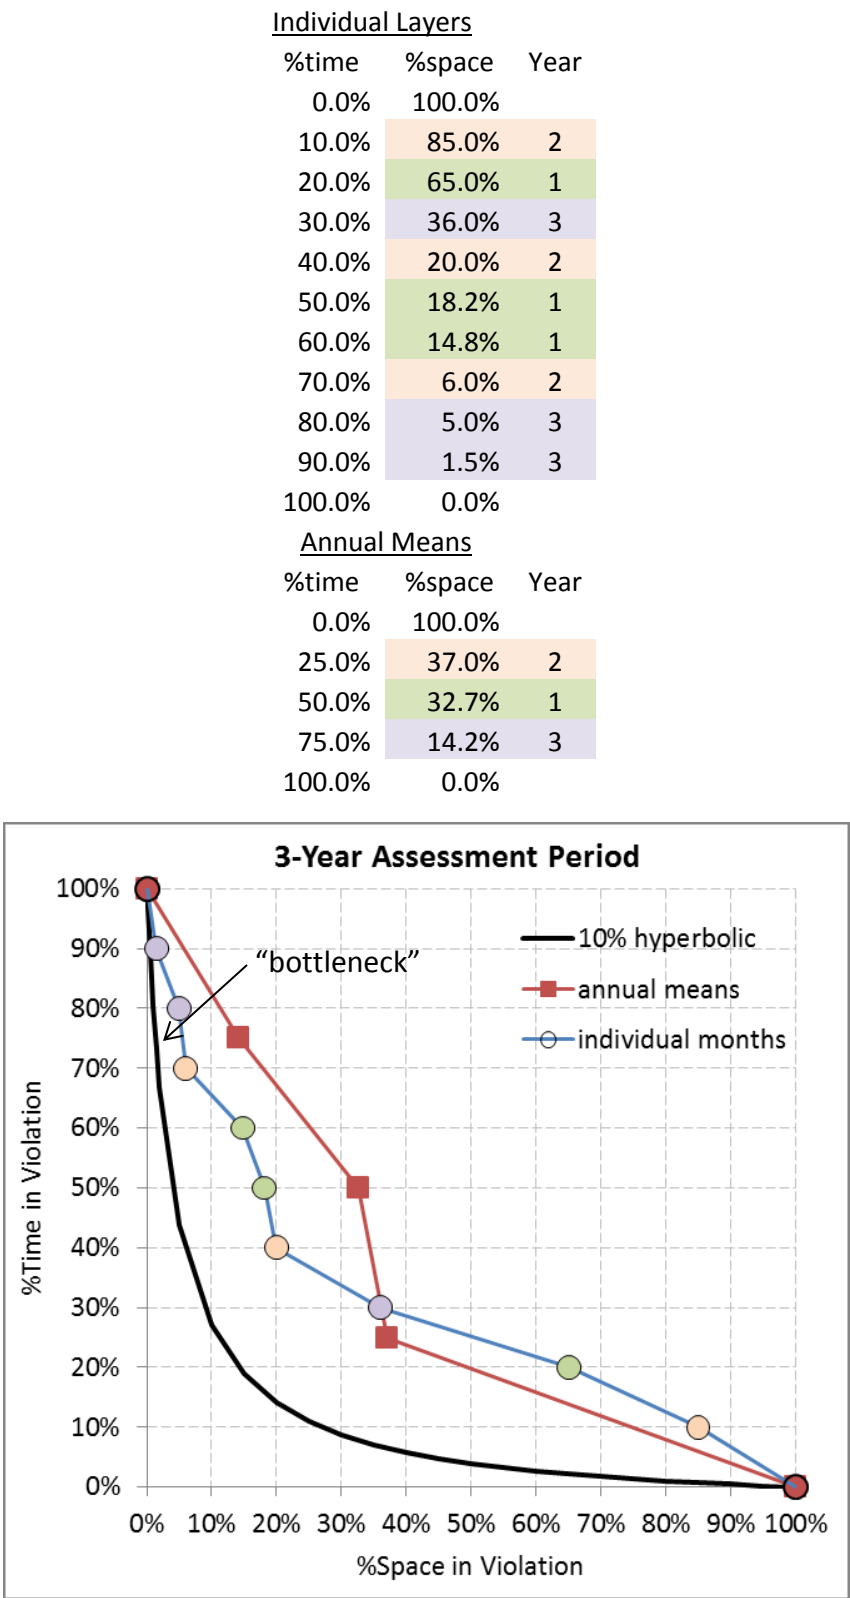 Individual Layers
%time %space Year
0.0% 100.0%
10.0% 85.0% 2
20.0% 65.0% 1
30.0% 36.0% 3
40.0% 20.0% 2
50.0% 18.2% 1
60.0% 14.8% 1
70.0% 6.0% 2
80.0% 5.0% 3
90.0% 1.5% 3
100.0% 0.0%
Annual Means
%time %space Year
0.0% 100.0%
25.0% 37.0% 2
50.0% 32.7% 1
75.0% 14.2% 3
100.0% 0.0%
3-Year Assessment Period
100%
90%
80%
70%
60%
50%
40%
30%
20%
10%
0%
%Time in Violation
“bottleneck”
10% hyperbolic
annual means
individual months
0% 10% 20% 30% 40% 50% 60% 70% 80% 90% 100%
%Space in Violation